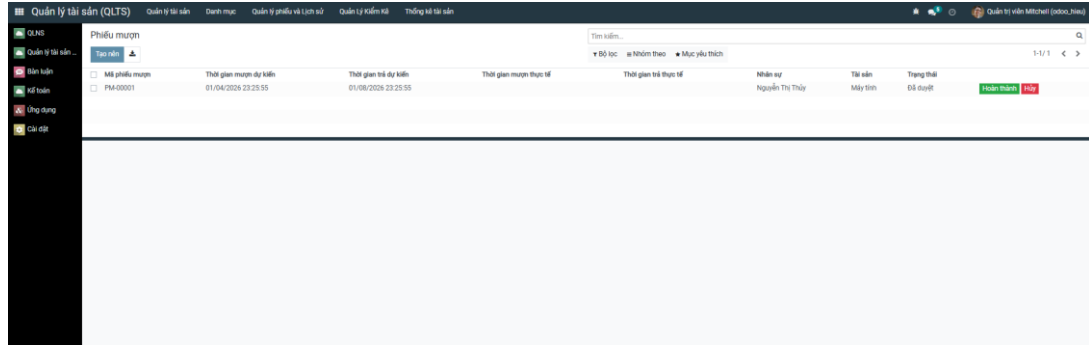 Quản lý tài sản (QLTS) Quản lý tài sản Danh mục Quản lý phiếu và Lịch sử Quản Lý Kiểm Kê Thống kê tài sản Quản trị viên Mitchell (odoo_hieu)
QLNS
Quản lý tài sản ...
Bàn luận
Kế toán
Ứng dụng
Cài đặt
Phiếu mượn Tìm kiếm...
Tạo nên Bộ lọc Nhóm theo Mục yêu thích 1-1 / 1
Mã phiếu mượn Thời gian mượn dự kiến Thời gian trả dự kiến Thời gian mượn thực tế Thời gian trả thực tế Nhân sự Tài sản Trạng thái
PM-00001 01/04/2026 23:25:55 01/08/2026 23:25:55 Nguyễn Thị Thủy Máy tính Đã duyệt Hoàn thành Hủy